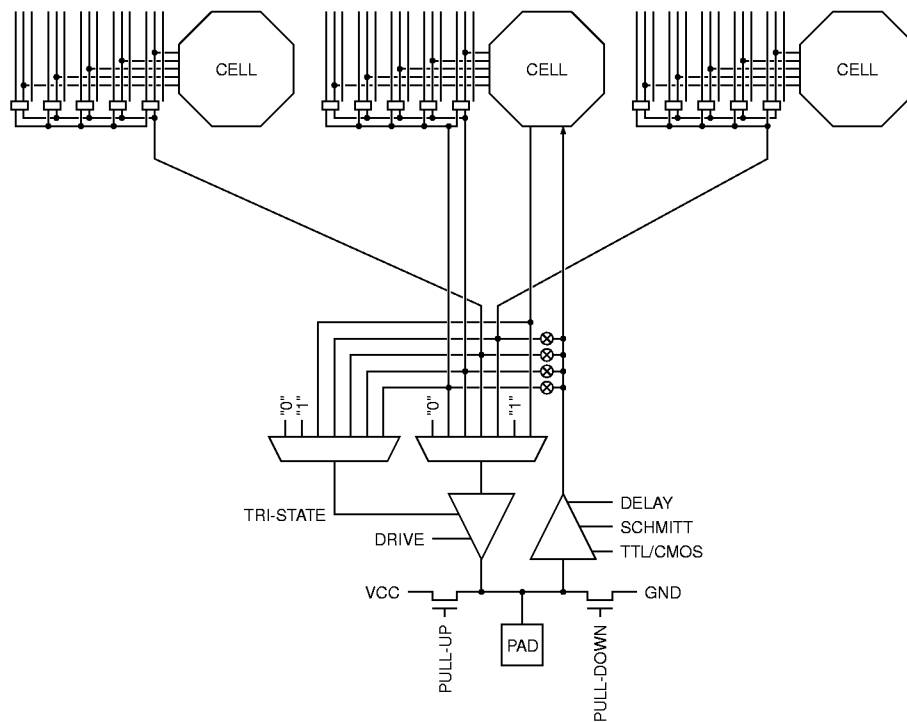 CELL CELL CELL
"0" "1" "0" "1"
TRI-STATE
DRIVE
DELAY
SCHMITT
TTL/CMOS
VCC
GND
PULL-UP
PAD
PULL-DOWN